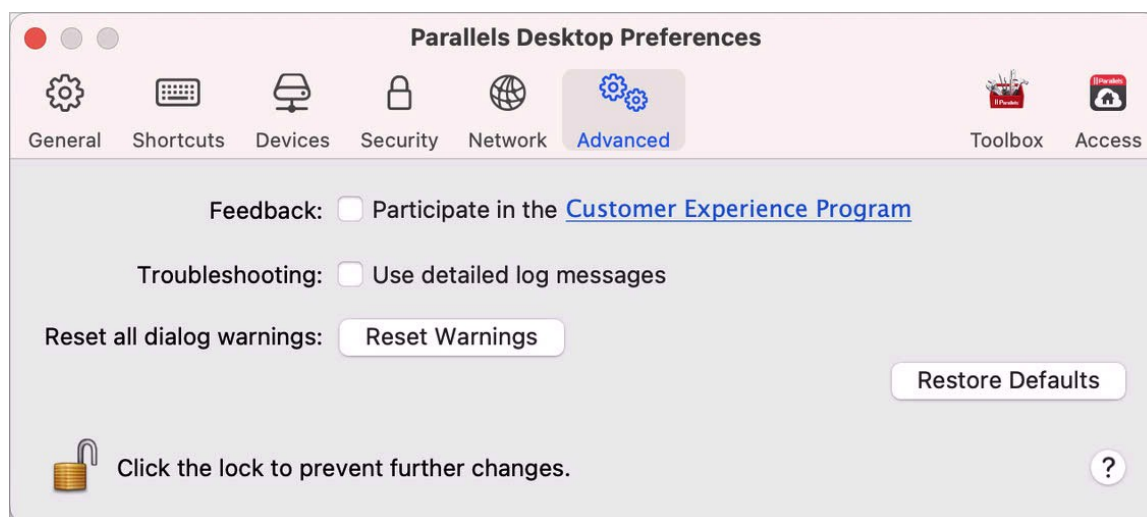 Parallels Desktop Preferences
General Shortcuts Devices Security Network Advanced Toolbox Access
Feedback: Participate in the Customer Experience Program
Troubleshooting: Use detailed log messages
Reset all dialog warnings: Reset Warnings
Restore Defaults
Click the lock to prevent further changes. ?